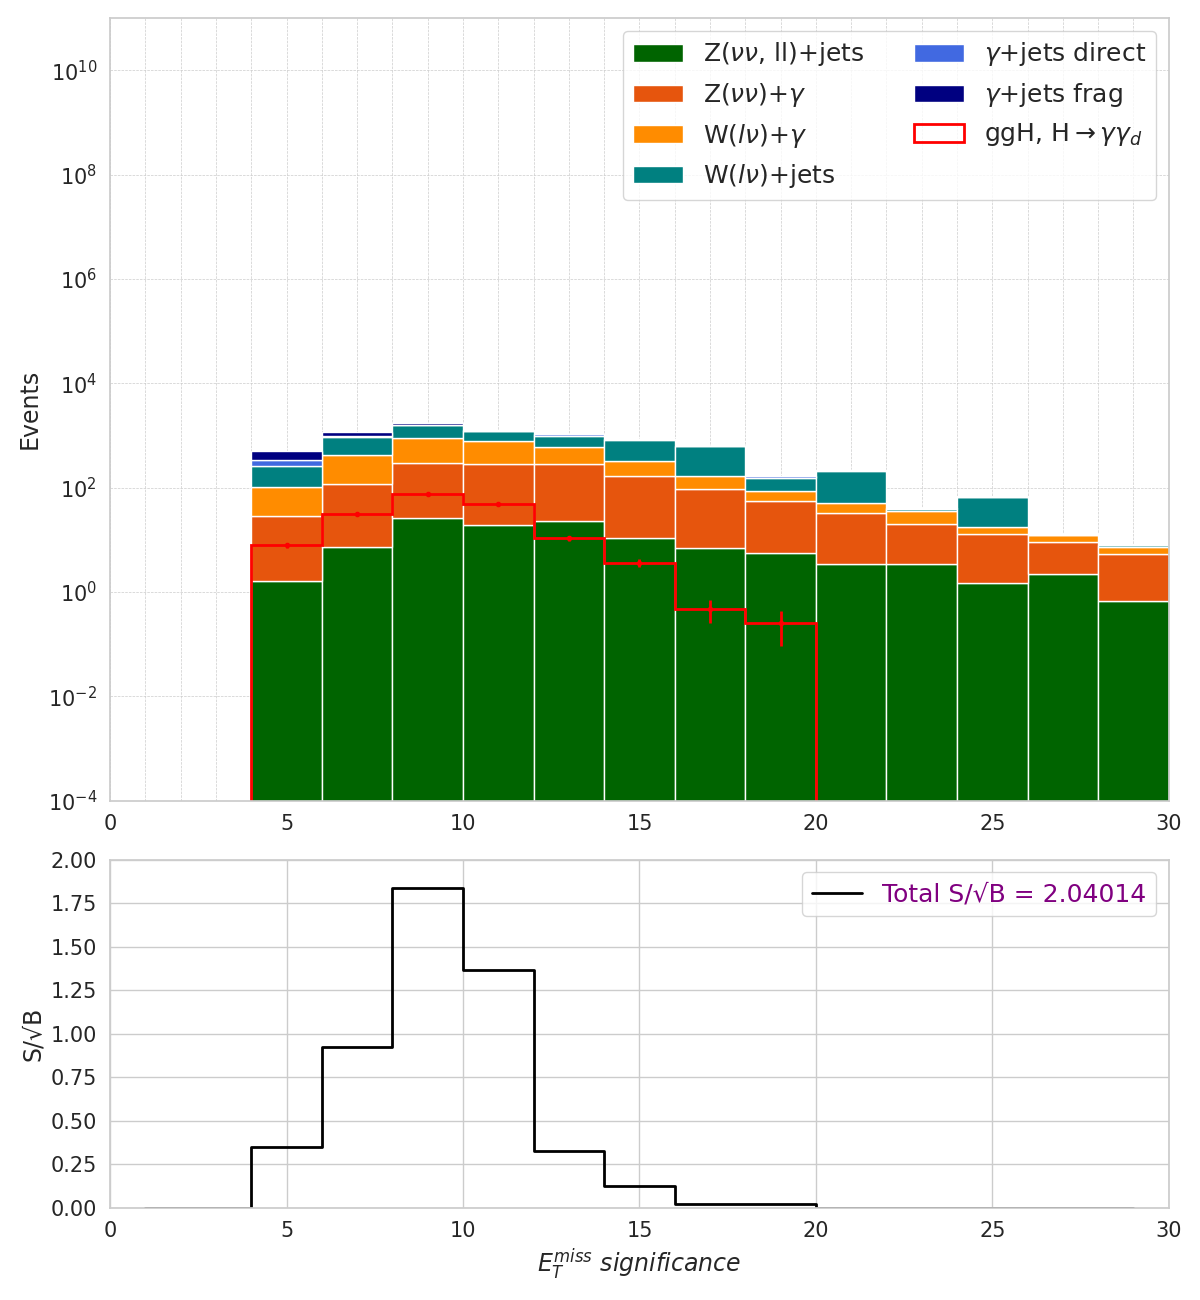 Z(νν, ll)+jets
Z(νν)+γ
W(lν)+γ
W(lν)+jets
γ+jets direct
γ+jets frag
ggH, H→γγ_d
Events
10^10
10^8
10^6
10^4
10^2
10^0
10^−2
10^−4
0 5 10 15 20 25 30
Total S/√B = 2.04014
S/√B
2.00
1.75
1.50
1.25
1.00
0.75
0.50
0.25
0.00
0 5 10 15 20 25 30
E_T^miss significance